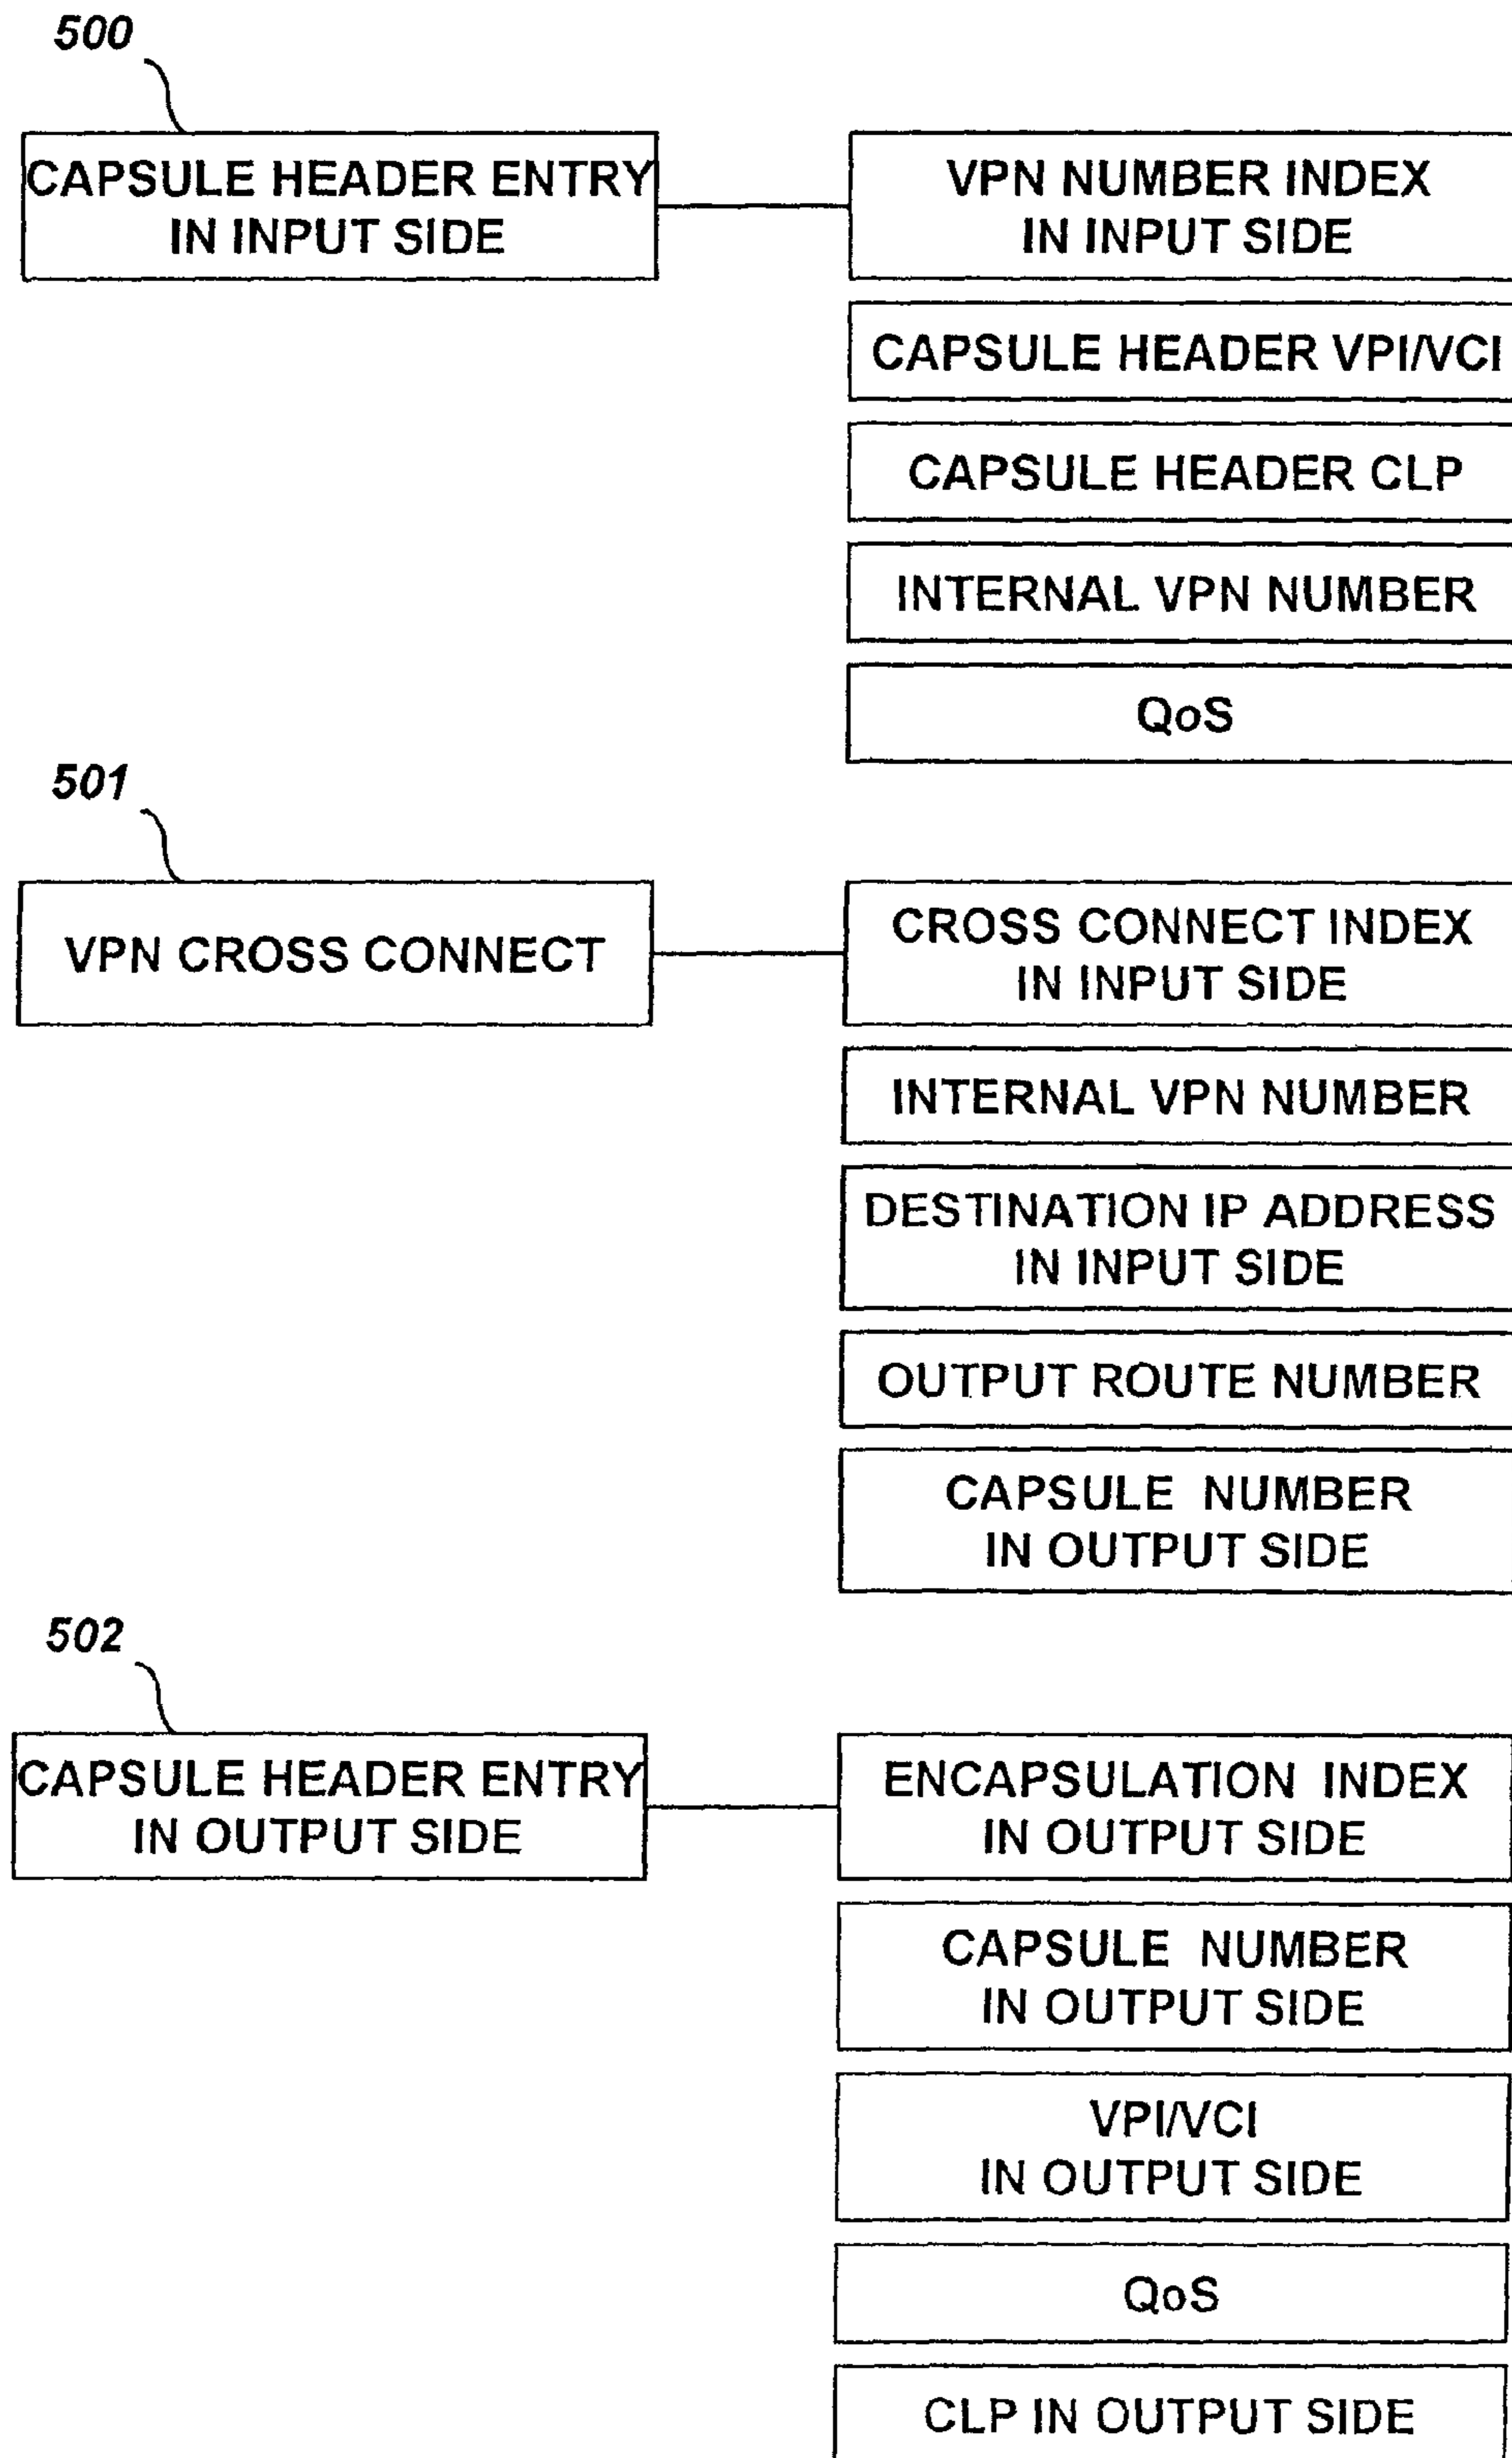 500
CAPSULE HEADER ENTRY
IN INPUT SIDE
VPN NUMBER INDEX
IN INPUT SIDE
CAPSULE HEADER VPI/VCI
CAPSULE HEADER CLP
INTERNAL VPN NUMBER
QoS
501
VPN CROSS CONNECT
CROSS CONNECT INDEX
IN INPUT SIDE
INTERNAL VPN NUMBER
DESTINATION IP ADDRESS
IN INPUT SIDE
OUTPUT ROUTE NUMBER
CAPSULE NUMBER
IN OUTPUT SIDE
502
CAPSULE HEADER ENTRY
IN OUTPUT SIDE
ENCAPSULATION INDEX
IN OUTPUT SIDE
CAPSULE NUMBER
IN OUTPUT SIDE
VPI/VCI
IN OUTPUT SIDE
QoS
CLP IN OUTPUT SIDE